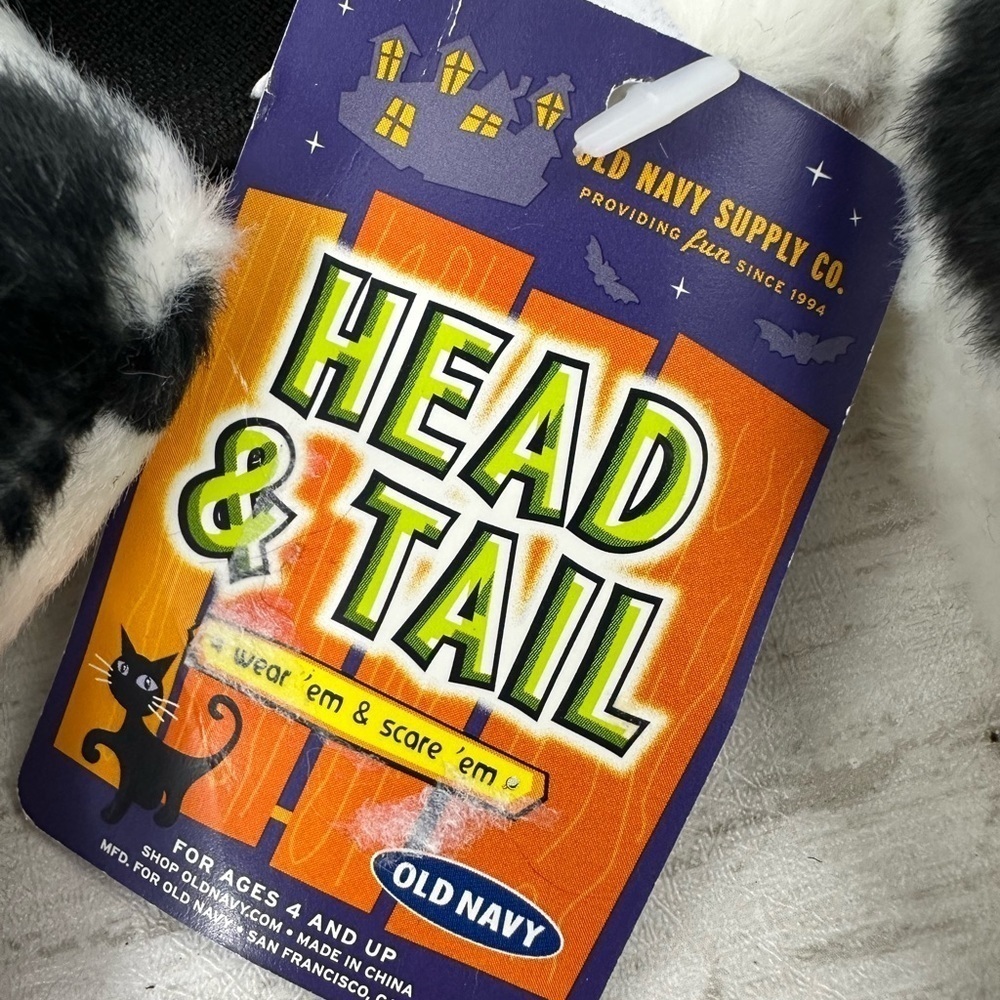 OLD NAVY SUPPLY CO.
PROVIDING fun SINCE 1994
HEAD
& TAIL
wear 'em & scare 'em
OLD NAVY
FOR AGES 4 AND UP
SHOP OLDNAVY.COM • MADE IN CHINA
MFD. FOR OLD NAVY • SAN FRANCISCO,